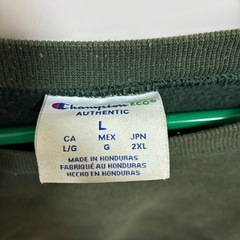 Champion ECO
AUTHENTIC
L
CA MEX JPN
L/G G 2XL
MADE IN HONDURAS
FABRIQUÉ AU HONDURAS
HECHO EN HONDURAS